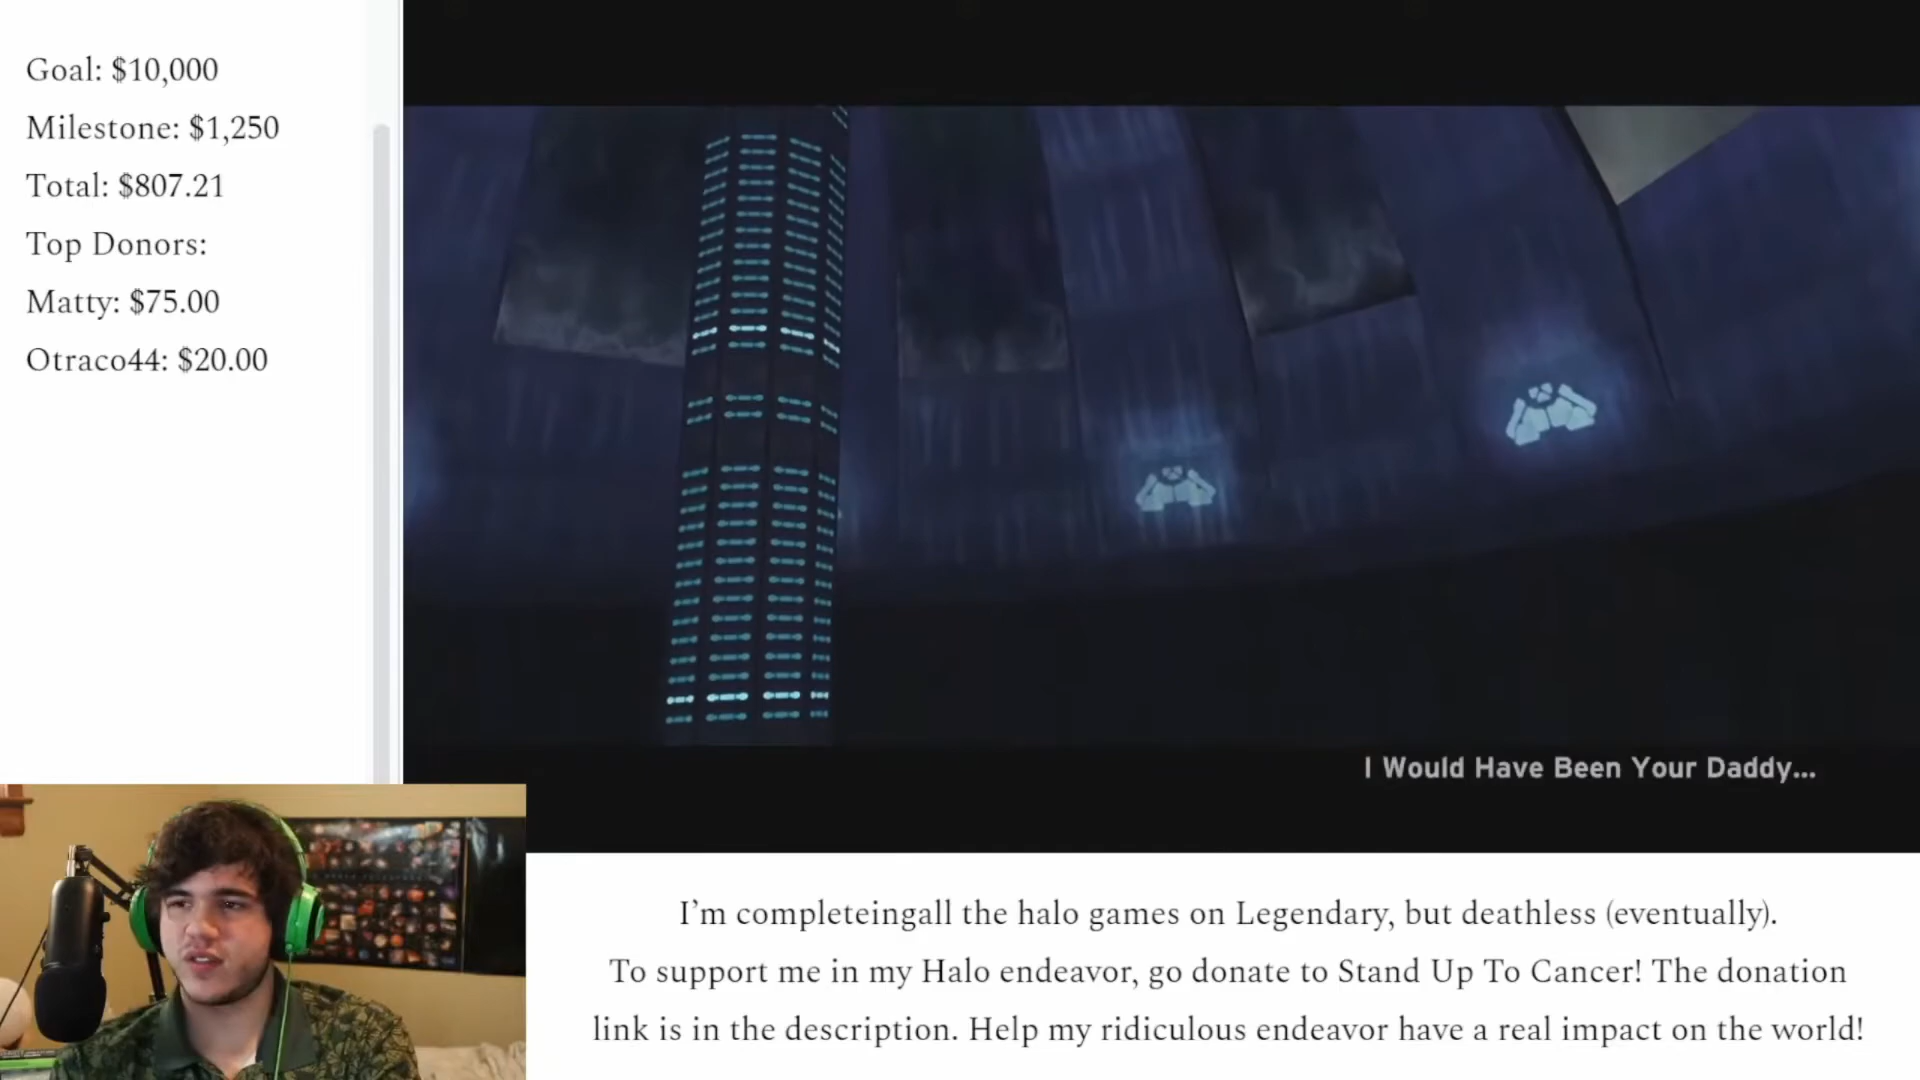 Goal: $10,000
Milestone: $1,250
Total: $807.21
Top Donors:
Matty: $75.00
Otraco44: $20.00
I Would Have Been Your Daddy...
I'm completeingall the halo games on Legendary, but deathless (eventually).
To support me in my Halo endeavor, go donate to Stand Up To Cancer! The donation
link is in the description. Help my ridiculous endeavor have a real impact on the world!